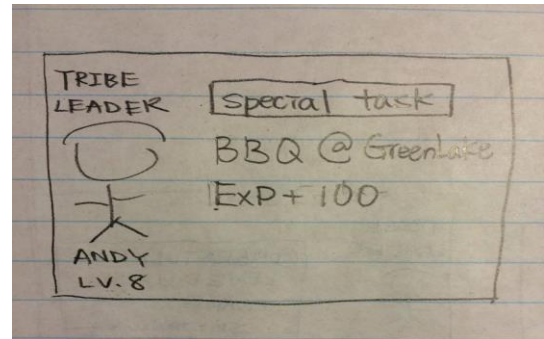 TRIBE
LEADER
ANDY
LV. 8
special task
BBQ @ Greenlake
EXP + 100